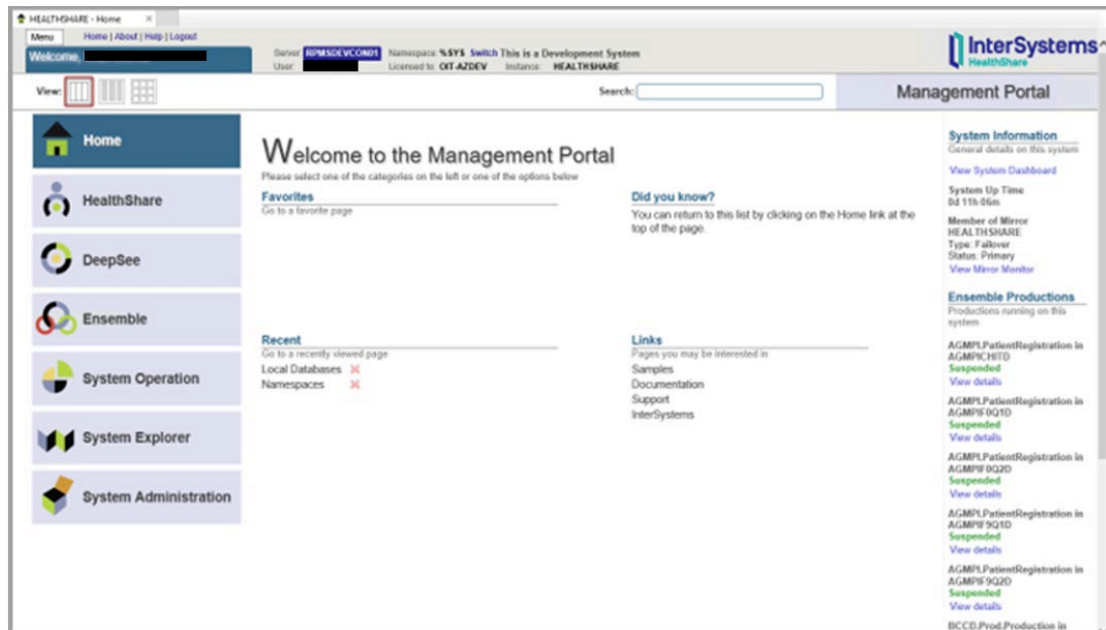 HEALTHSHARE - Home
Menu Home | About | Help | Logout
Welcome,
Server: RPMSDEVCON01 Namespace: %SYS Switch This is a Development System
User: Licensed to: OIT-AZDEV Instance: HEALTHSHARE
InterSystems
HealthShare
View:
Search:
Management Portal
Home
HealthShare
DeepSee
Ensemble
System Operation
System Explorer
System Administration
Welcome to the Management Portal
Please select one of the categories on the left or one of the options below
Favorites
Go to a favorite page
Did you know?
You can return to this list by clicking on the Home link at the
top of the page.
Recent
Go to a recently viewed page
Local Databases
Namespaces
Links
Pages you may be interested in
Samples
Documentation
Support
InterSystems
System Information
General details on this system
View System Dashboard
System Up Time
0d 11h 06m
Member of Mirror
HEALTHSHARE
Type: Failover
Status: Primary
View Mirror Monitor
Ensemble Productions
Productions running on this
system
AGMPI.PatientRegistration in
AGMPICHITD
Suspended
View details
AGMPI.PatientRegistration in
AGMPIF0Q1D
Suspended
View details
AGMPI.PatientRegistration in
AGMPIF0Q2D
Suspended
View details
AGMPI.PatientRegistration in
AGMPIF9Q1D
Suspended
View details
AGMPI.PatientRegistration in
AGMPIF9Q2D
Suspended
View details
BCCD.Prod.Production in